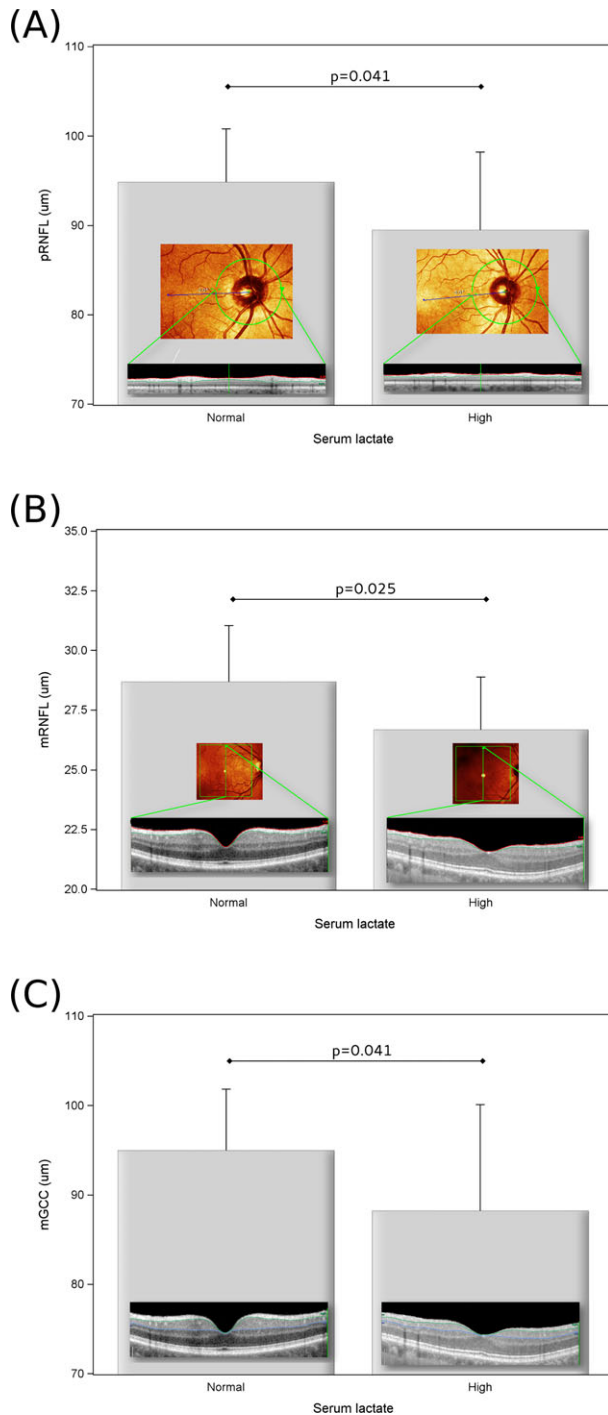 (A)
110
p=0.041
100
90
80
70
pRNFL (um)
Normal
High
Serum lactate
(B)
35.0
32.5
p=0.025
30.0
27.5
25.0
22.5
20.0
mRNFL (um)
Normal
High
Serum lactate
(C)
110
p=0.041
100
90
80
70
mGCC (um)
Normal
High
Serum lactate